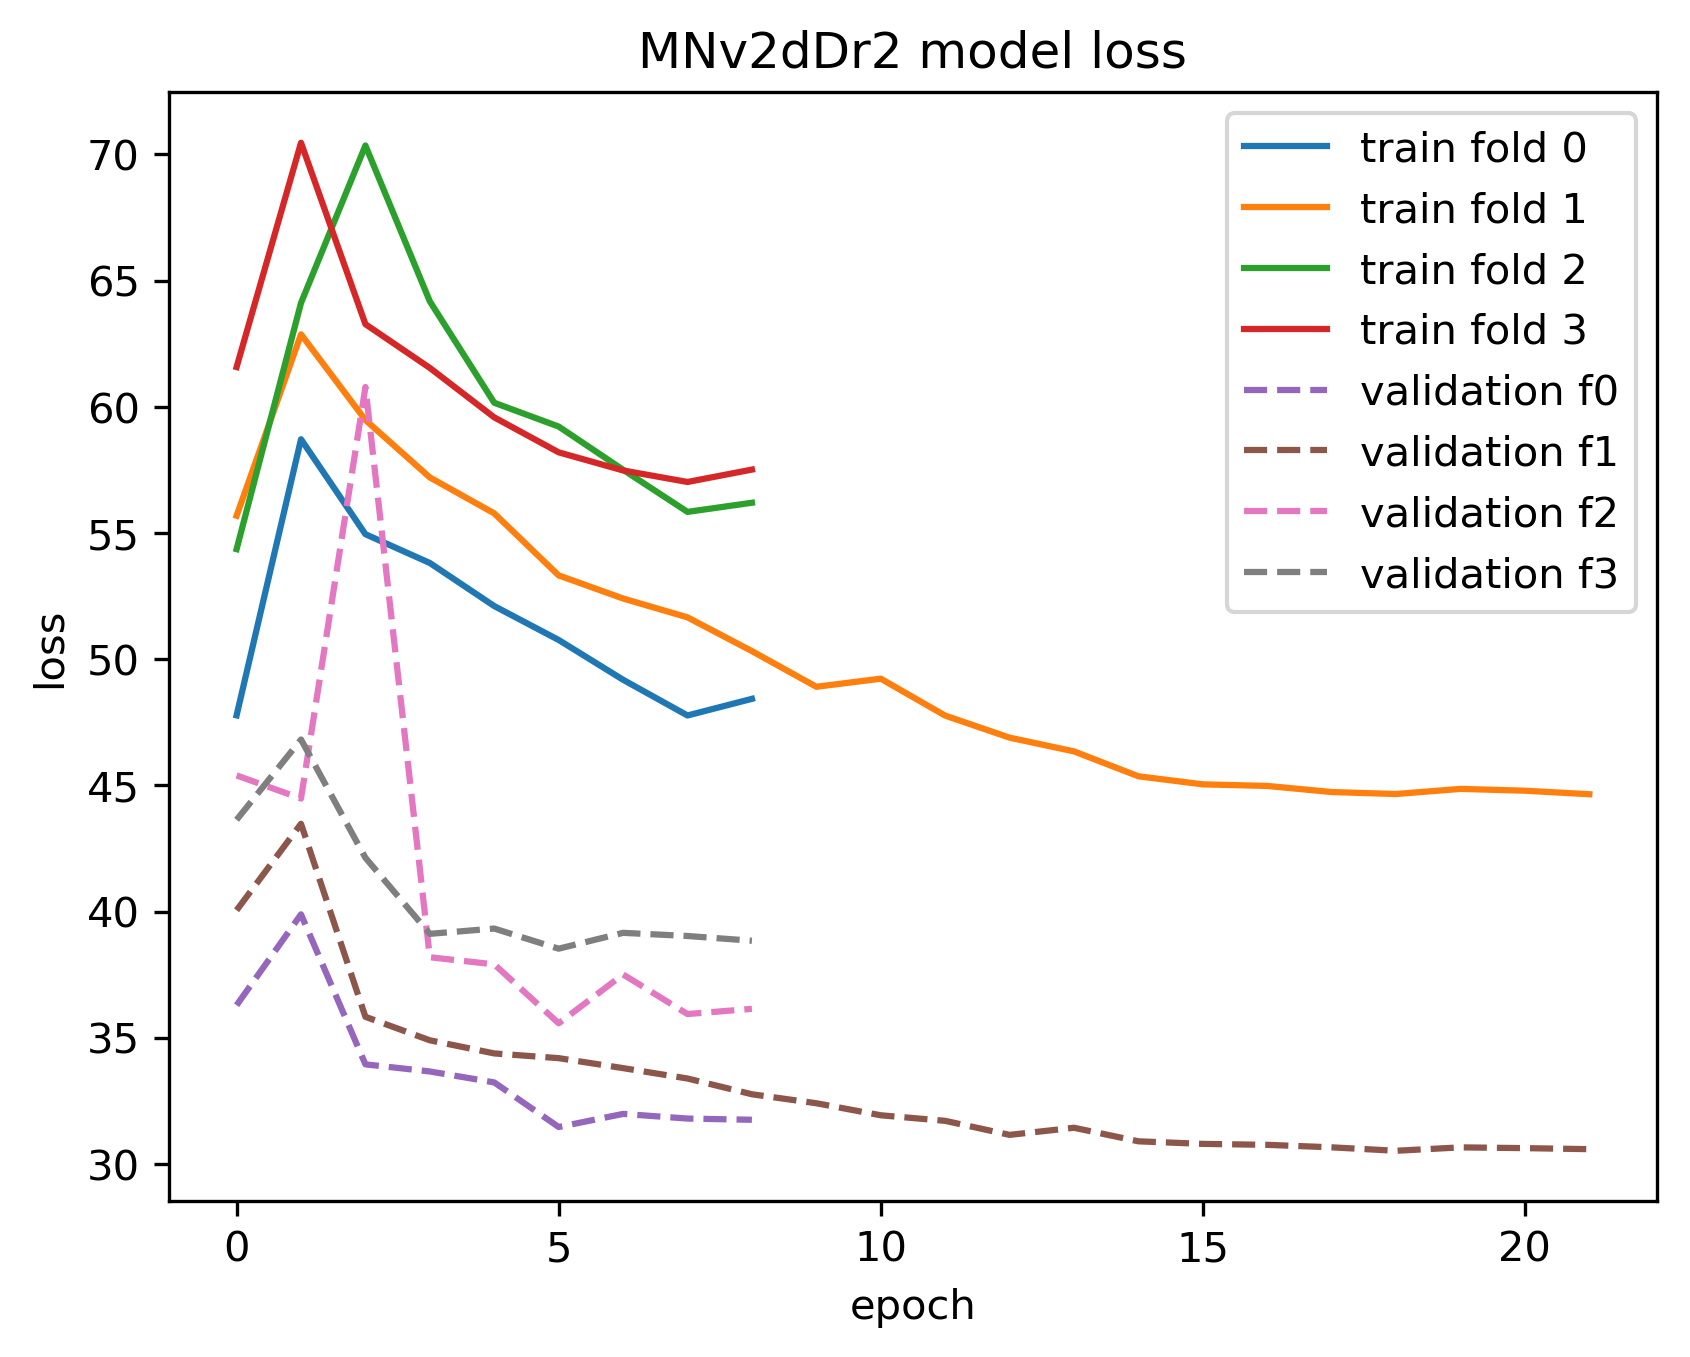 MNv2dDr2 model loss
70
65
60
55
50
45
40
35
30
loss
train fold 0
train fold 1
train fold 2
train fold 3
validation f0
validation f1
validation f2
validation f3
0 5 10 15 20
epoch